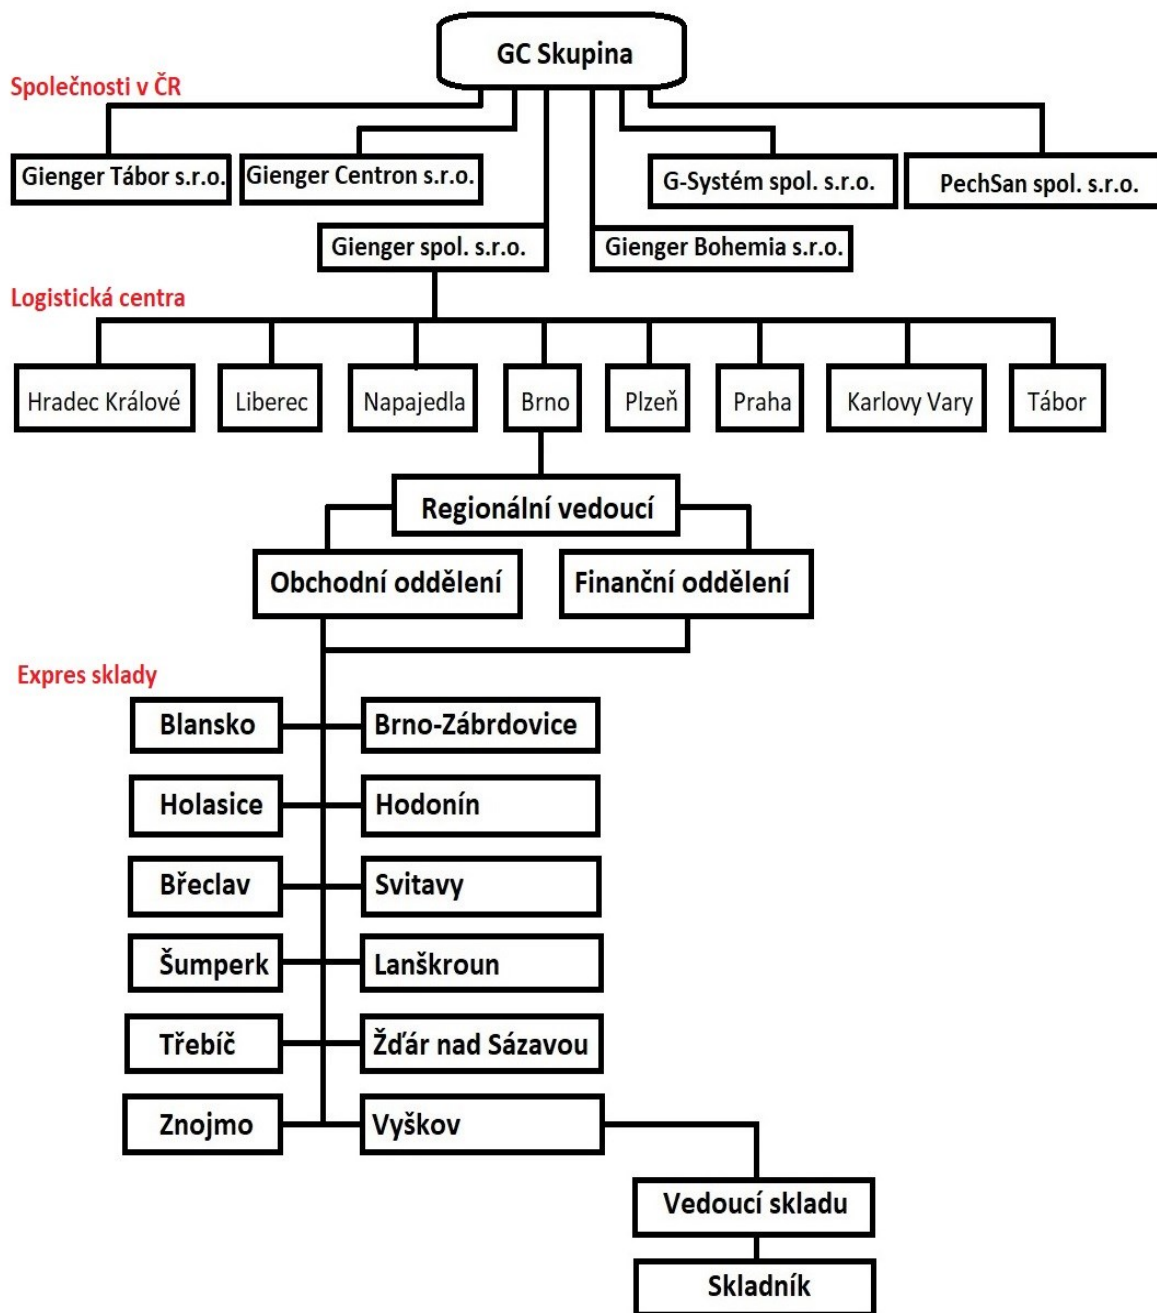 GC Skupina
Společnosti v ČR
Gienger Tábor s.r.o.
Gienger Centron s.r.o.
G-Systém spol. s.r.o.
PechSan spol. s.r.o.
Gienger spol. s.r.o.
Gienger Bohemia s.r.o.
Logistická centra
Hradec Králové
Liberec
Napajedla
Brno
Plzeň
Praha
Karlovy Vary
Tábor
Regionální vedoucí
Obchodní oddělení
Finanční oddělení
Expres sklady
Blansko
Brno-Zábrdovice
Holasice
Hodonín
Břeclav
Svitavy
Šumperk
Lanškroun
Třebíč
Žďár nad Sázavou
Znojmo
Vyškov
Vedoucí skladu
Skladník